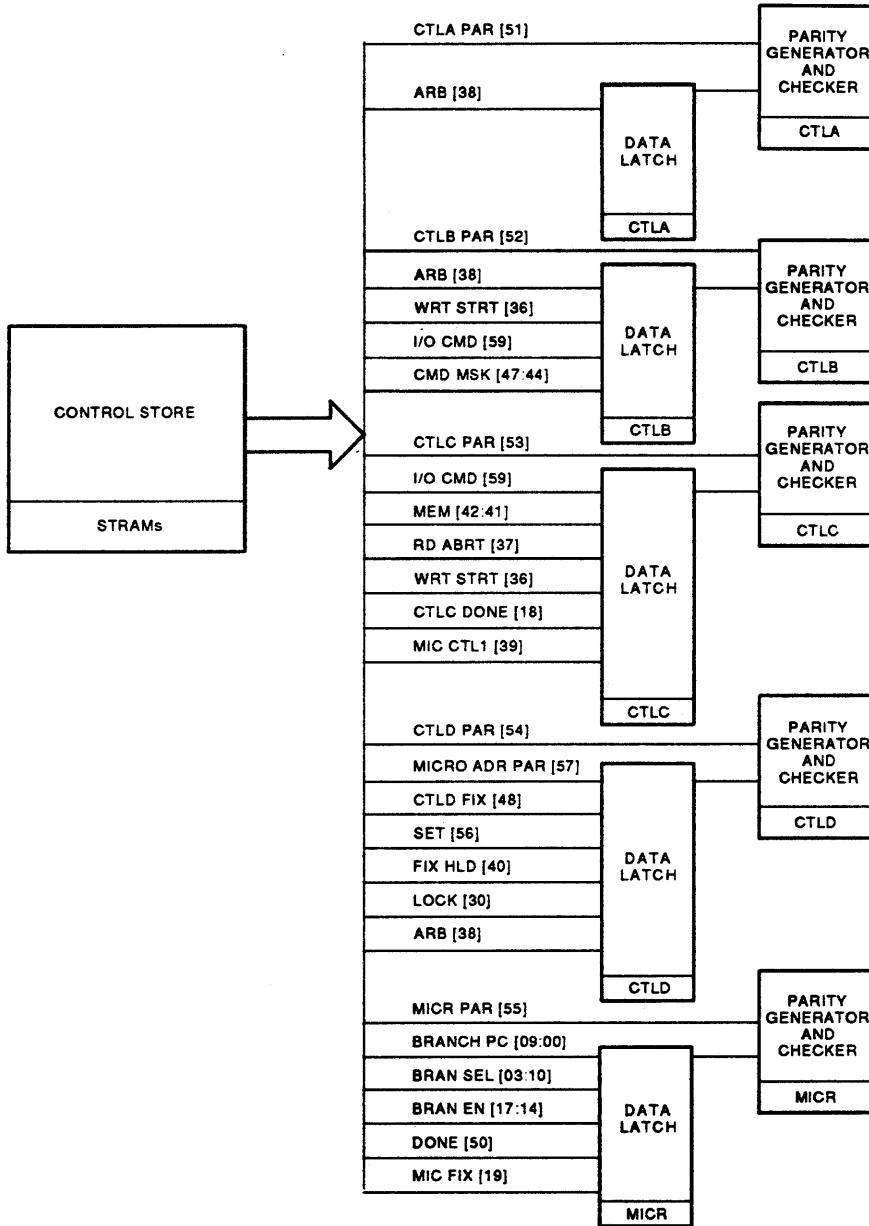 CTLA PAR [51]
PARITY
GENERATOR
AND
CHECKER
CTLA
ARB [38]
DATA
LATCH
CTLA
CTLB PAR [52]
ARB [38]
WRT STRT [36]
I/O CMD [59]
CMD MSK [47:44]
DATA
LATCH
CTLB
PARITY
GENERATOR
AND
CHECKER
CTLB
CONTROL STORE
STRAMs
CTLC PAR [53]
I/O CMD [59]
MEM [42:41]
RD ABRT [37]
WRT STRT [36]
CTLC DONE [18]
MIC CTL1 [39]
DATA
LATCH
CTLC
PARITY
GENERATOR
AND
CHECKER
CTLC
CTLD PAR [54]
MICRO ADR PAR [57]
CTLD FIX [48]
SET [56]
FIX HLD [40]
LOCK [30]
ARB [38]
DATA
LATCH
CTLD
PARITY
GENERATOR
AND
CHECKER
CTLD
MICR PAR [55]
BRANCH PC [09:00]
BRAN SEL [03:10]
BRAN EN [17:14]
DONE [50]
MIC FIX [19]
DATA
LATCH
MICR
PARITY
GENERATOR
AND
CHECKER
MICR